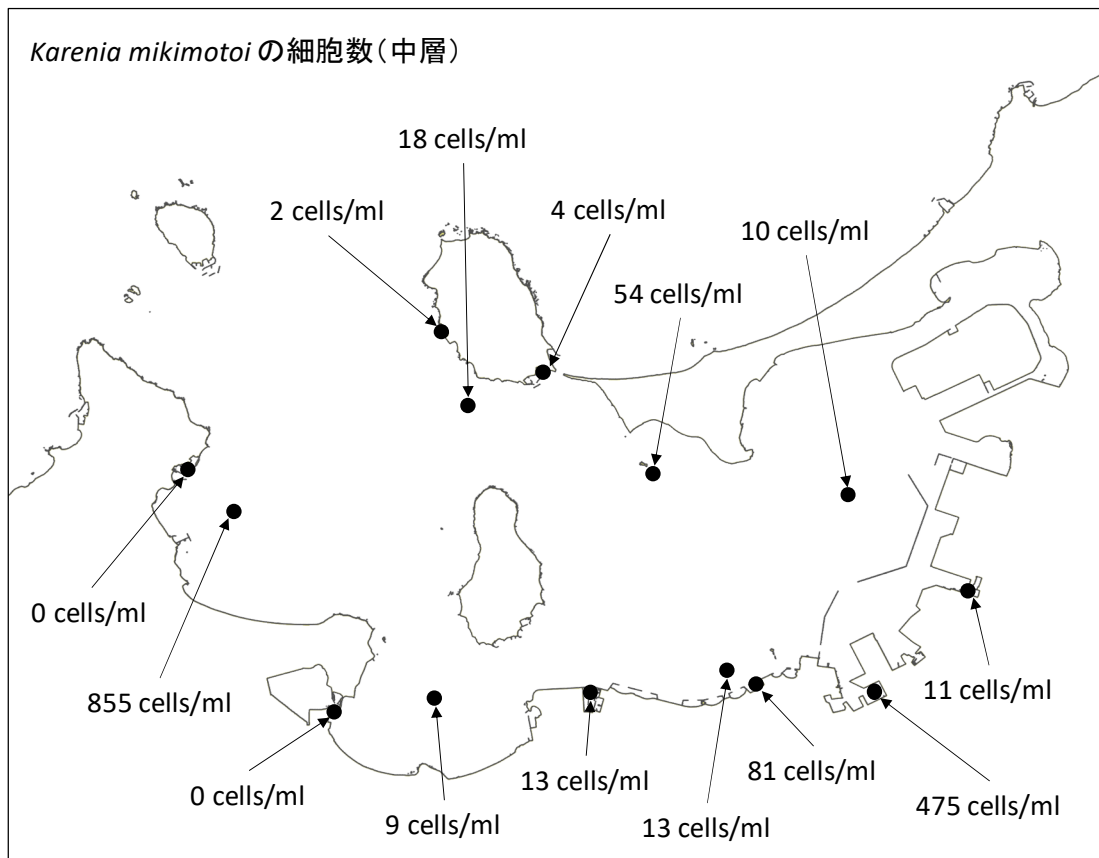 Karenia mikimotoi の細胞数(中層)
18 cells/ml
2 cells/ml
4 cells/ml
10 cells/ml
54 cells/ml
0 cells/ml
855 cells/ml
11 cells/ml
0 cells/ml
9 cells/ml
13 cells/ml
13 cells/ml
81 cells/ml
475 cells/ml